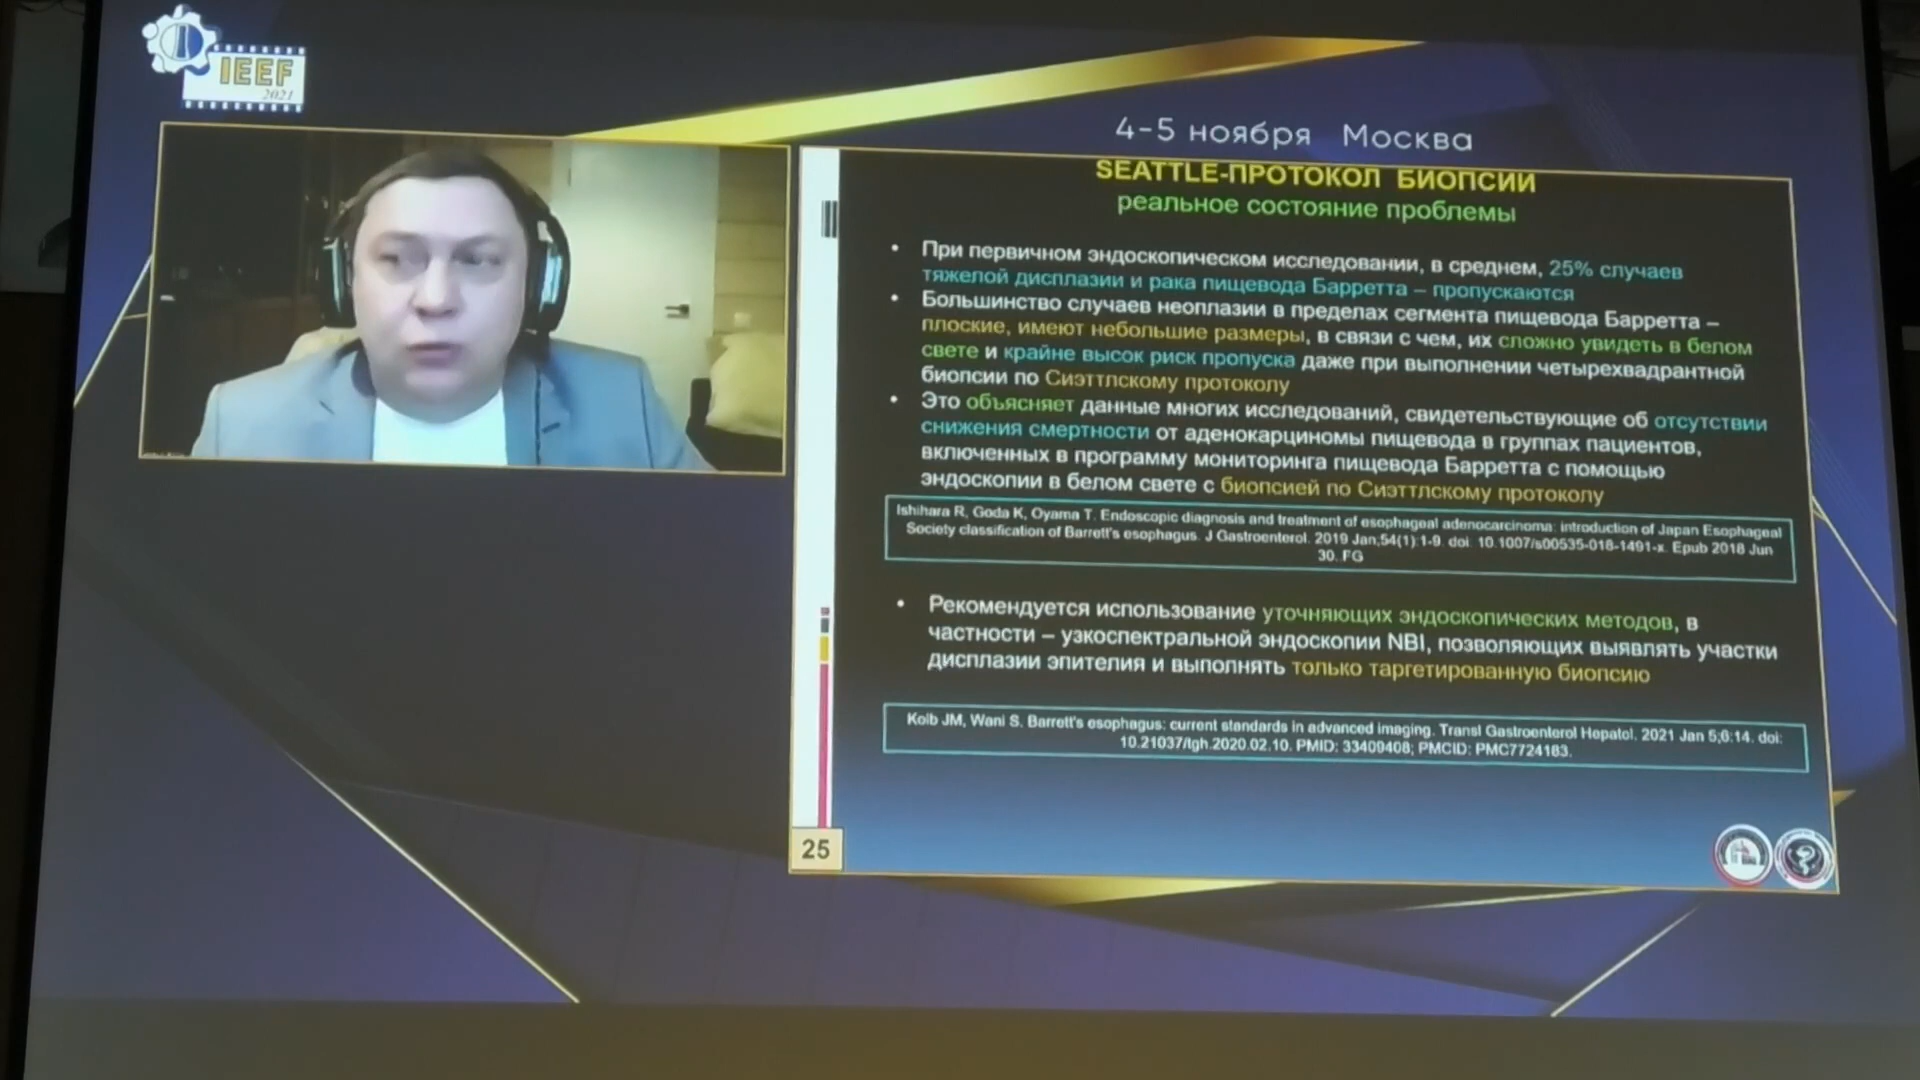 IEEF
2021
4-5 ноября Москва
SEATTLE-ПРОТОКОЛ БИОПСИИ
реальное состояние проблемы
• При первичном эндоскопическом исследовании, в среднем, 25% случаев
тяжелой дисплазии и рака пищевода Барретта – пропускаются
• Большинство случаев неоплазии в пределах сегмента пищевода Барретта –
плоские, имеют небольшие размеры, в связи с чем, их сложно увидеть в белом
свете и крайне высок риск пропуска даже при выполнении четырехквадрантной
биопсии по Сиэттлскому протоколу
• Это объясняет данные многих исследований, свидетельствующие об отсутствии
снижения смертности от аденокарциномы пищевода в группах пациентов,
включенных в программу мониторинга пищевода Барретта с помощью
эндоскопии в белом свете с биопсией по Сиэттлскому протоколу
Ishihara R, Goda K, Oyama T. Endoscopic diagnosis and treatment of esophageal adenocarcinoma: introduction of Japan Esophageal
Society classification of Barrett's esophagus. J Gastroenterol. 2019 Jan;54(1):1-9. doi: 10.1007/s00535-018-1491-x. Epub 2018 Jun
30. FG
• Рекомендуется использование уточняющих эндоскопических методов, в
частности – узкоспектральной эндоскопии NBI, позволяющих выявлять участки
дисплазии эпителия и выполнять только таргетированную биопсию
Kolb JM, Wani S. Barrett's esophagus: current standards in advanced imaging. Transl Gastroenterol Hepatol. 2021 Jan 5;6:14. doi:
10.21037/tgh.2020.02.10. PMID: 33409408; PMCID: PMC7724183.
25